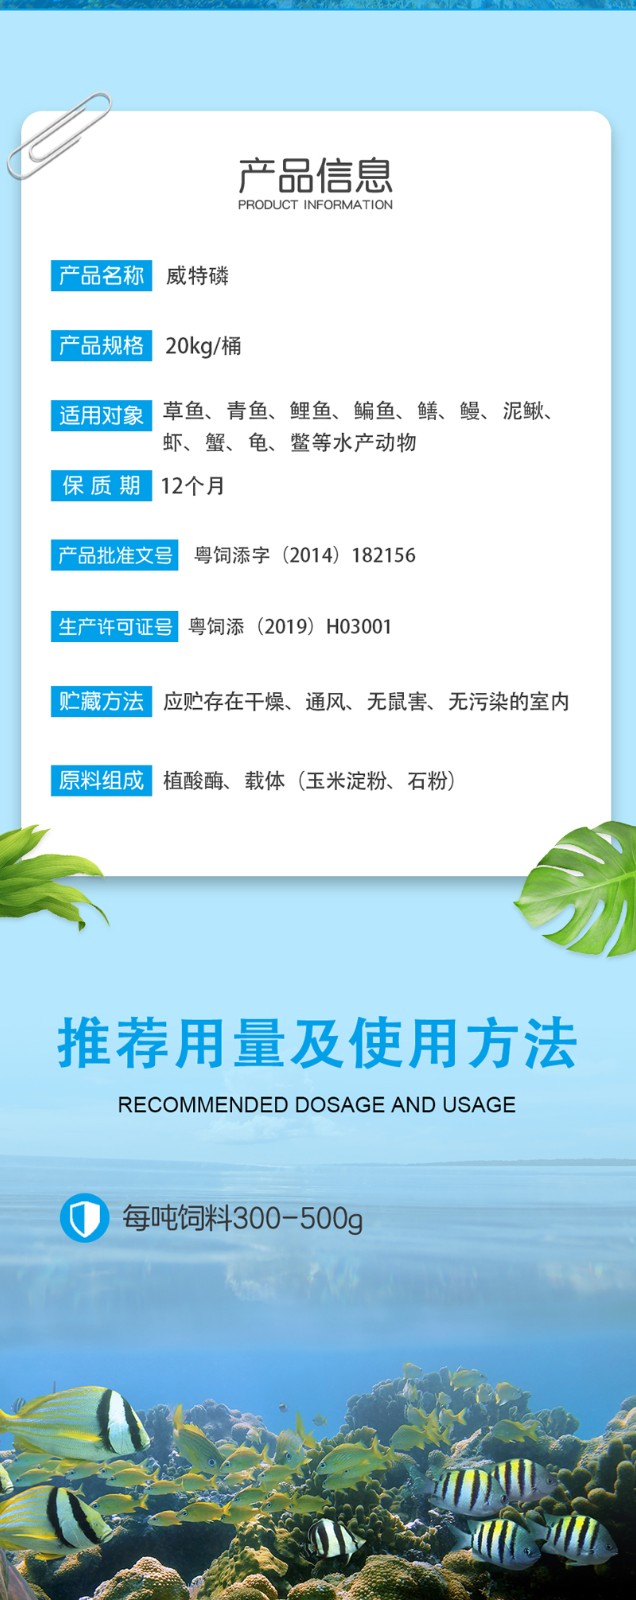 产品信息
PRODUCT INFORMATION
产品名称 威特磷
产品规格 20kg/桶
适用对象 草鱼、青鱼、鲤鱼、鳊鱼、鳝、鳗、泥鳅、
虾、蟹、龟、鳖等水产动物
保质期 12个月
产品批准文号 粤饲添字（2014）182156
生产许可证号 粤饲添（2019）H03001
贮藏方法 应贮存在干燥、通风、无鼠害、无污染的室内
原料组成 植酸酶、载体（玉米淀粉、石粉）
推荐用量及使用方法
RECOMMENDED DOSAGE AND USAGE
每吨饲料300-500g